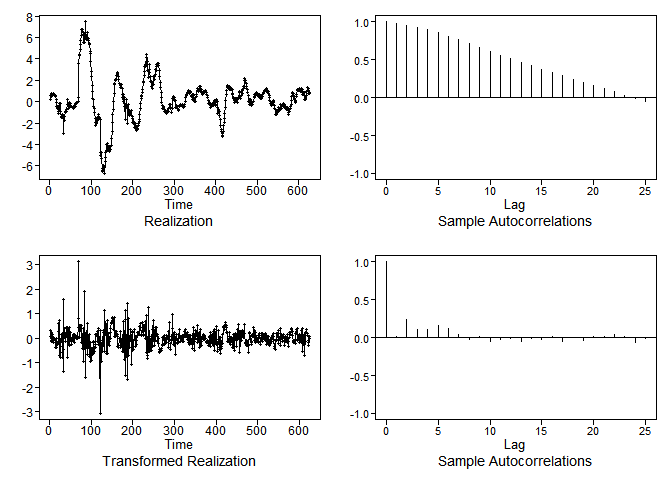 8
6
4
2
0
-2
-4
-6
0 100 200 300 400 500 600
Time
Realization
1.0
0.5
0.0
-0.5
-1.0
0 5 10 15 20 25
Lag
Sample Autocorrelations
3
2
1
0
-1
-2
-3
0 100 200 300 400 500 600
Time
Transformed Realization
1.0
0.5
0.0
-0.5
-1.0
0 5 10 15 20 25
Lag
Sample Autocorrelations